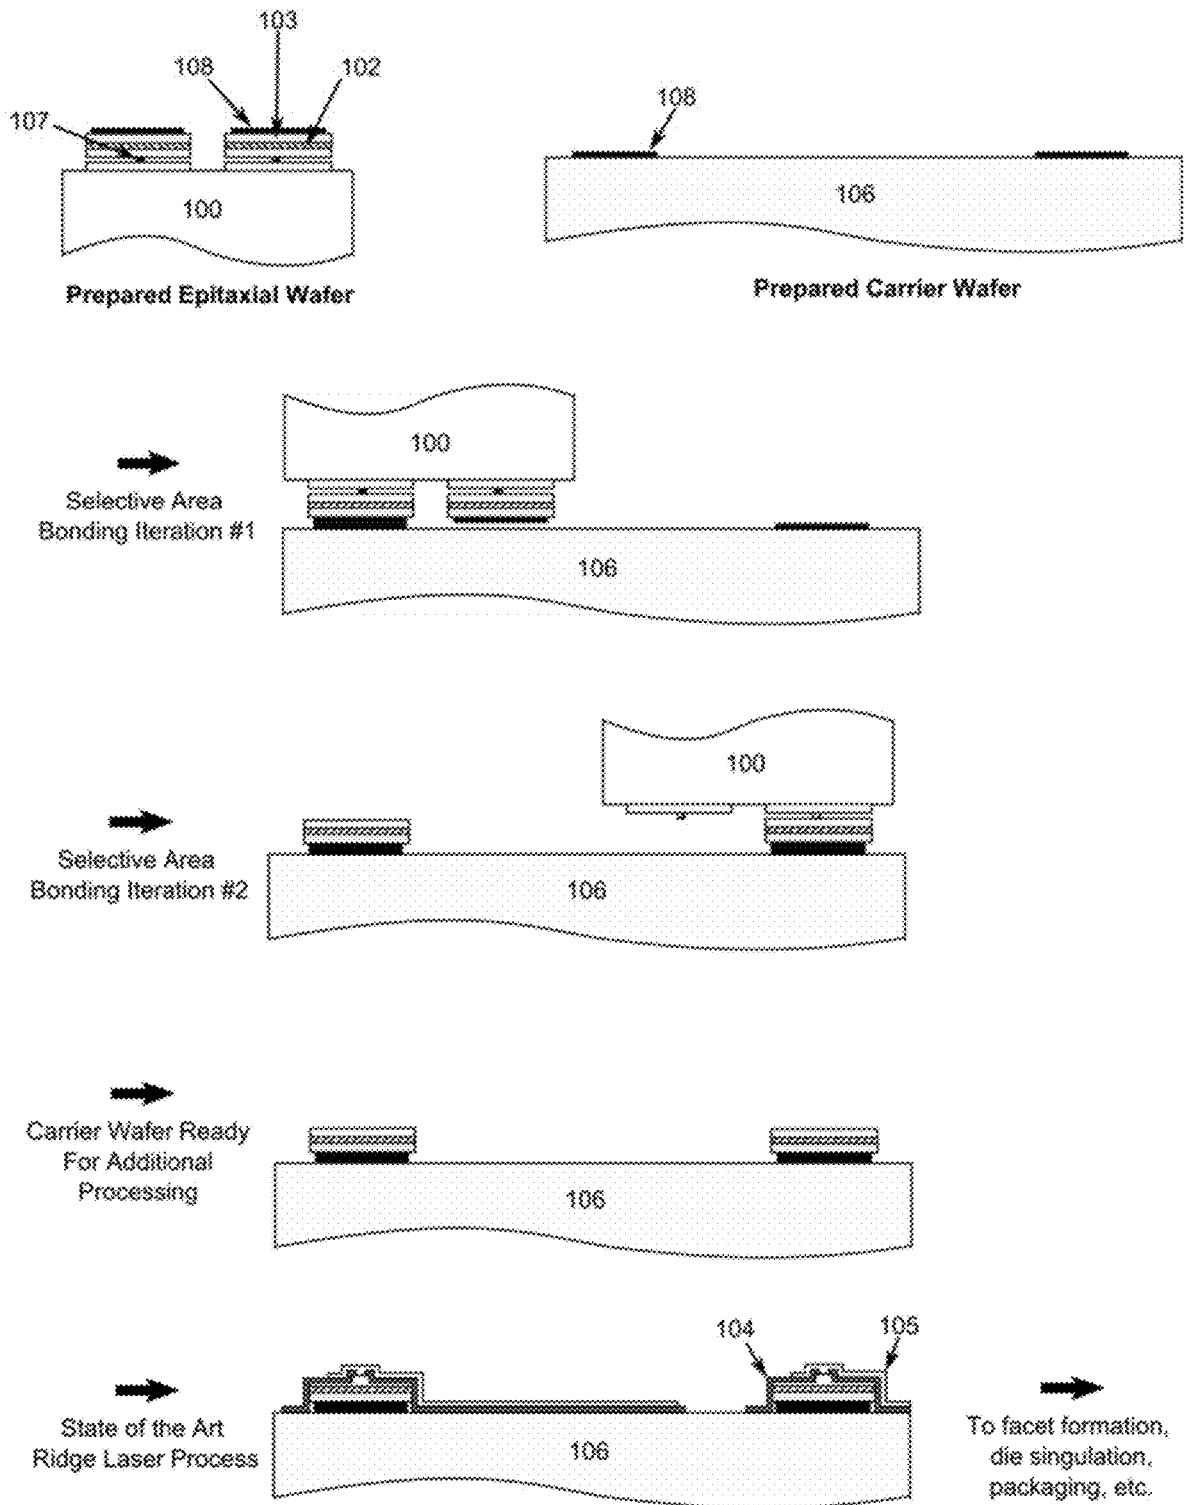 103
108
102
107
108
100
106
Prepared Epitaxial Wafer
Prepared Carrier Wafer
100
Selective Area
Bonding Iteration #1
106
100
Selective Area
Bonding Iteration #2
106
Carrier Wafer Ready
For Additional
Processing
106
104
105
State of the Art
Ridge Laser Process
106
To facet formation,
die singulation,
packaging, etc.